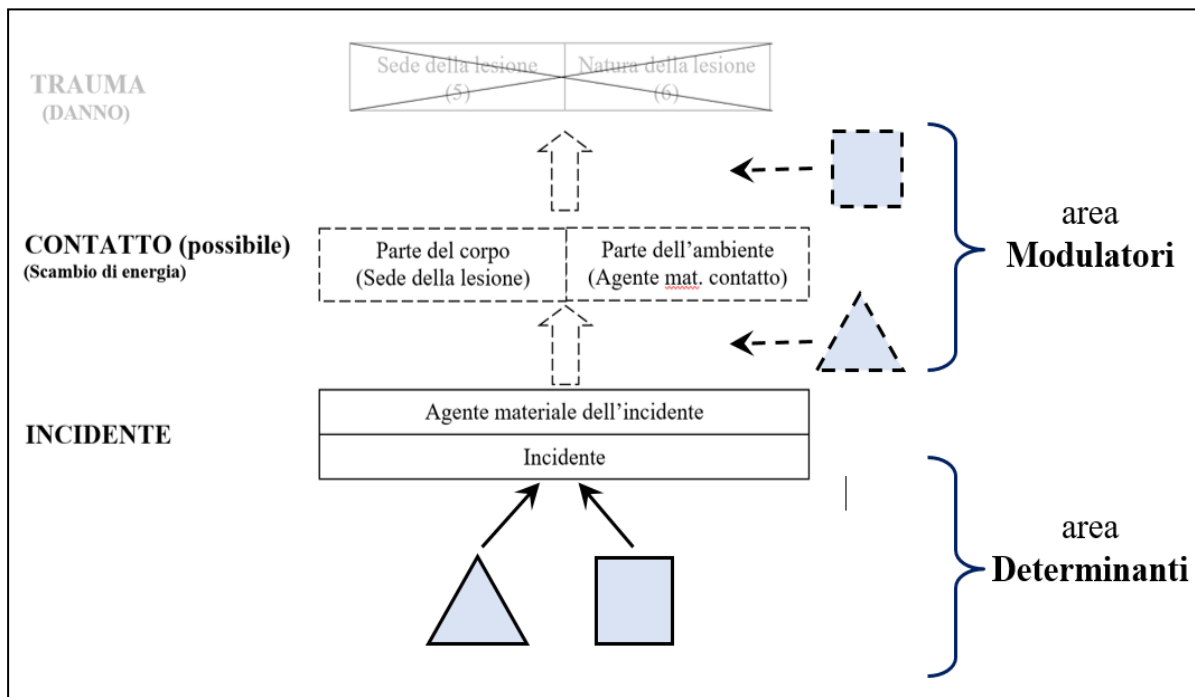 Sede della lesione
(5)
Natura della lesione
(6)
TRAUMA
(DANNO)
CONTATTO (possibile)
(Scambio di energia)
Parte del corpo
(Sede della lesione)
Parte dell'ambiente
(Agente mat. contatto)
area
Modulatori
Agente materiale dell'incidente
INCIDENTE
Incidente
area
Determinanti